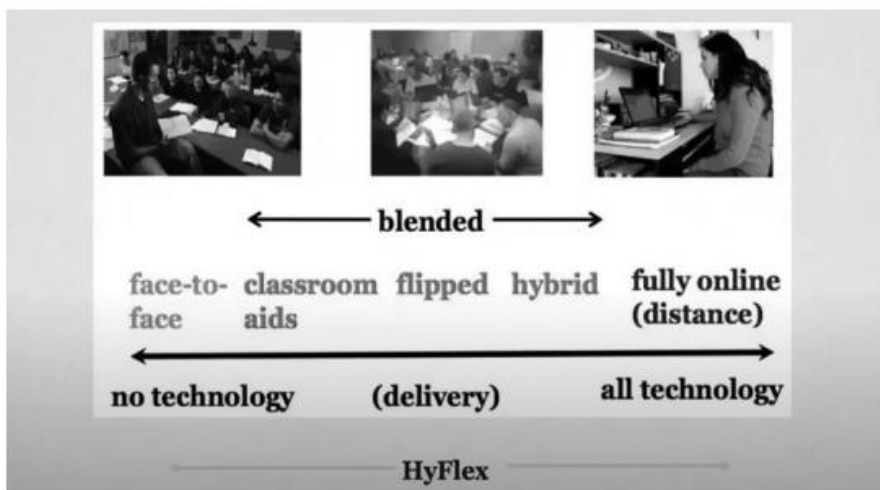 blended
face-to- classroom flipped hybrid fully online
face aids (distance)
no technology (delivery) all technology
HyFlex